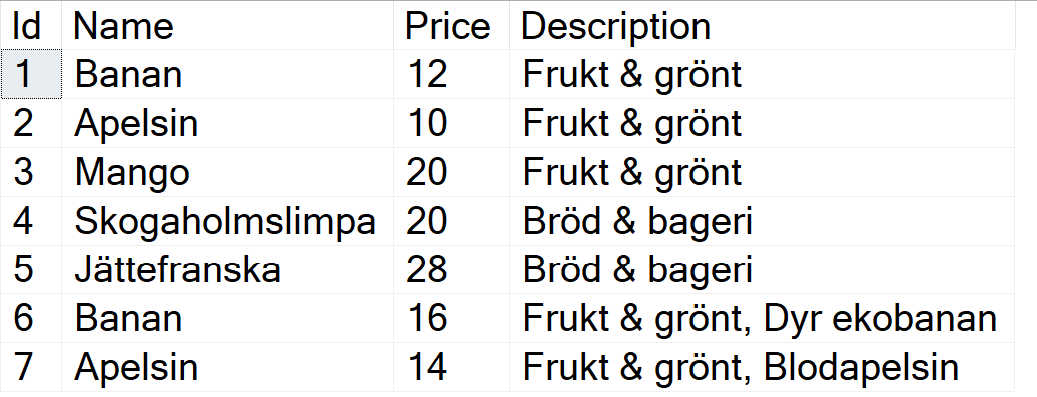 Id Name Price Description
1 Banan 12 Frukt & grönt
2 Apelsin 10 Frukt & grönt
3 Mango 20 Frukt & grönt
4 Skogaholmslimpa 20 Bröd & bageri
5 Jättefranska 28 Bröd & bageri
6 Banan 16 Frukt & grönt, Dyr ekobanan
7 Apelsin 14 Frukt & grönt, Blodapelsin